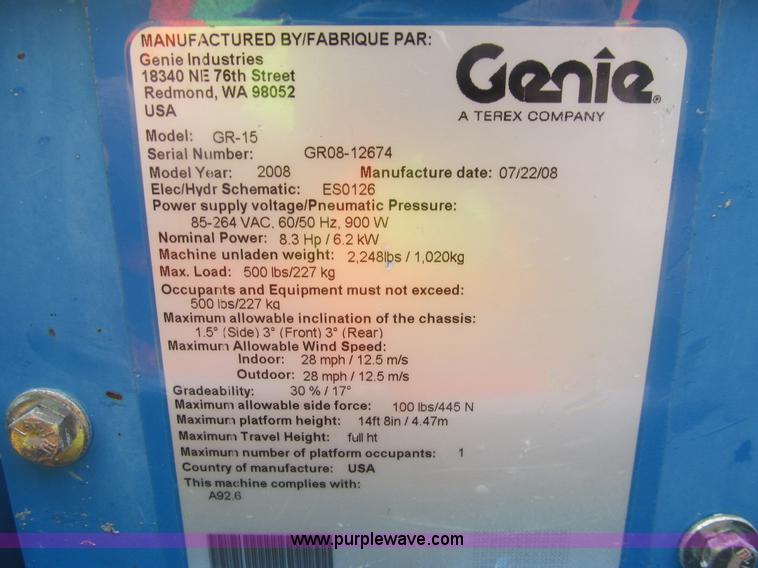 MANUFACTURED BY/FABRIQUE PAR:
Genie Industries
18340 NE 76th Street
Redmond, WA 98052
USA
Genie®
A TEREX COMPANY
Model: GR-15
Serial Number: GR08-12674
Model Year: 2008 Manufacture date: 07/22/08
Elec/Hydr Schematic: ES0126
Power supply voltage/Pneumatic Pressure:
85-264 VAC, 60/50 Hz, 900 W
Nominal Power: 8.3 Hp / 6.2 kW
Machine unladen weight: 2,248lbs / 1,020kg
Max. Load: 500 lbs/227 kg
Occupants and Equipment must not exceed:
500 lbs/227 kg
Maximum allowable inclination of the chassis:
1.5° (Side) 3° (Front) 3° (Rear)
Maximum Allowable Wind Speed:
Indoor: 28 mph / 12.5 m/s
Outdoor: 28 mph / 12.5 m/s
Gradeability: 30 % / 17°
Maximum allowable side force: 100 lbs/445 N
Maximum platform height: 14ft 8in / 4.47m
Maximum Travel Height: full ht
Maximum number of platform occupants: 1
Country of manufacture: USA
This machine complies with:
A92.6
www.purplewave.com